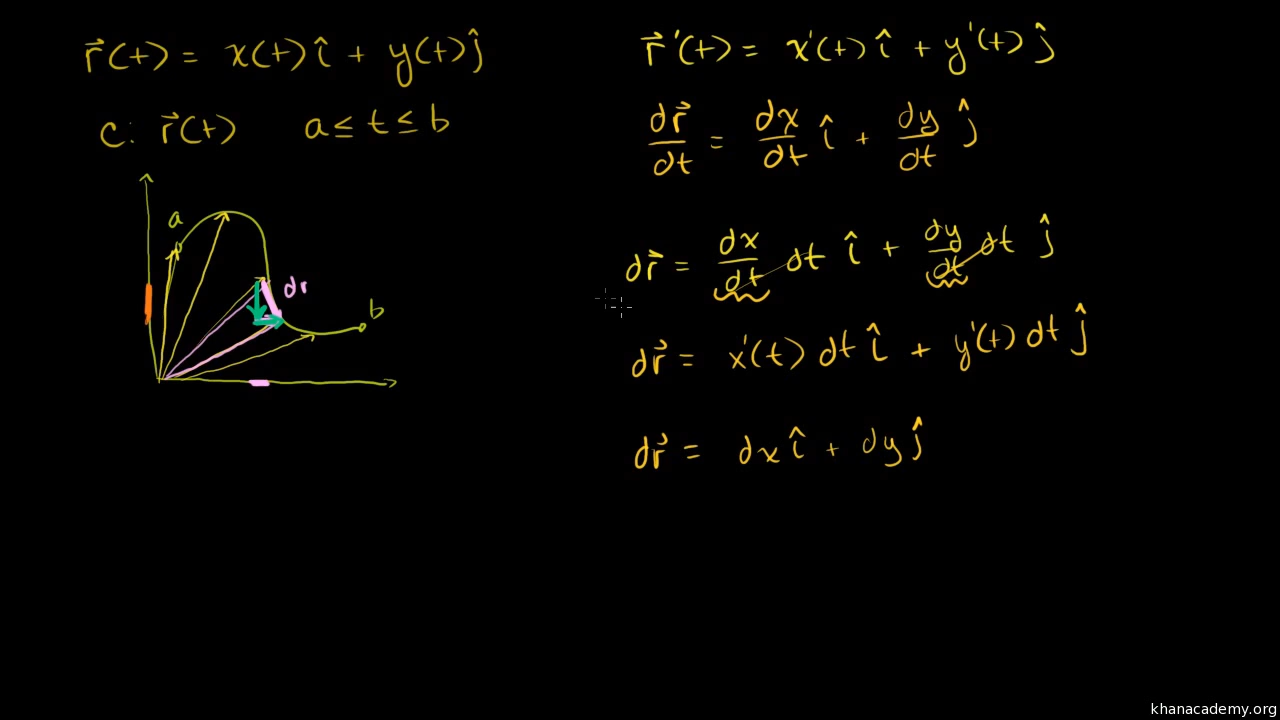 r⃗(t) = x(t) î + y(t) ĵ
C: r⃗(t)   a ≤ t ≤ b
a
dr
b
r⃗'(t) = x'(t) î + y'(t) ĵ
dr⃗/dt = dx/dt î + dy/dt ĵ
dr⃗ = dx/dt dt î + dy/dt dt ĵ
dr⃗ = x'(t) dt î + y'(t) dt ĵ
dr⃗ = dx î + dy ĵ
khanacademy.org